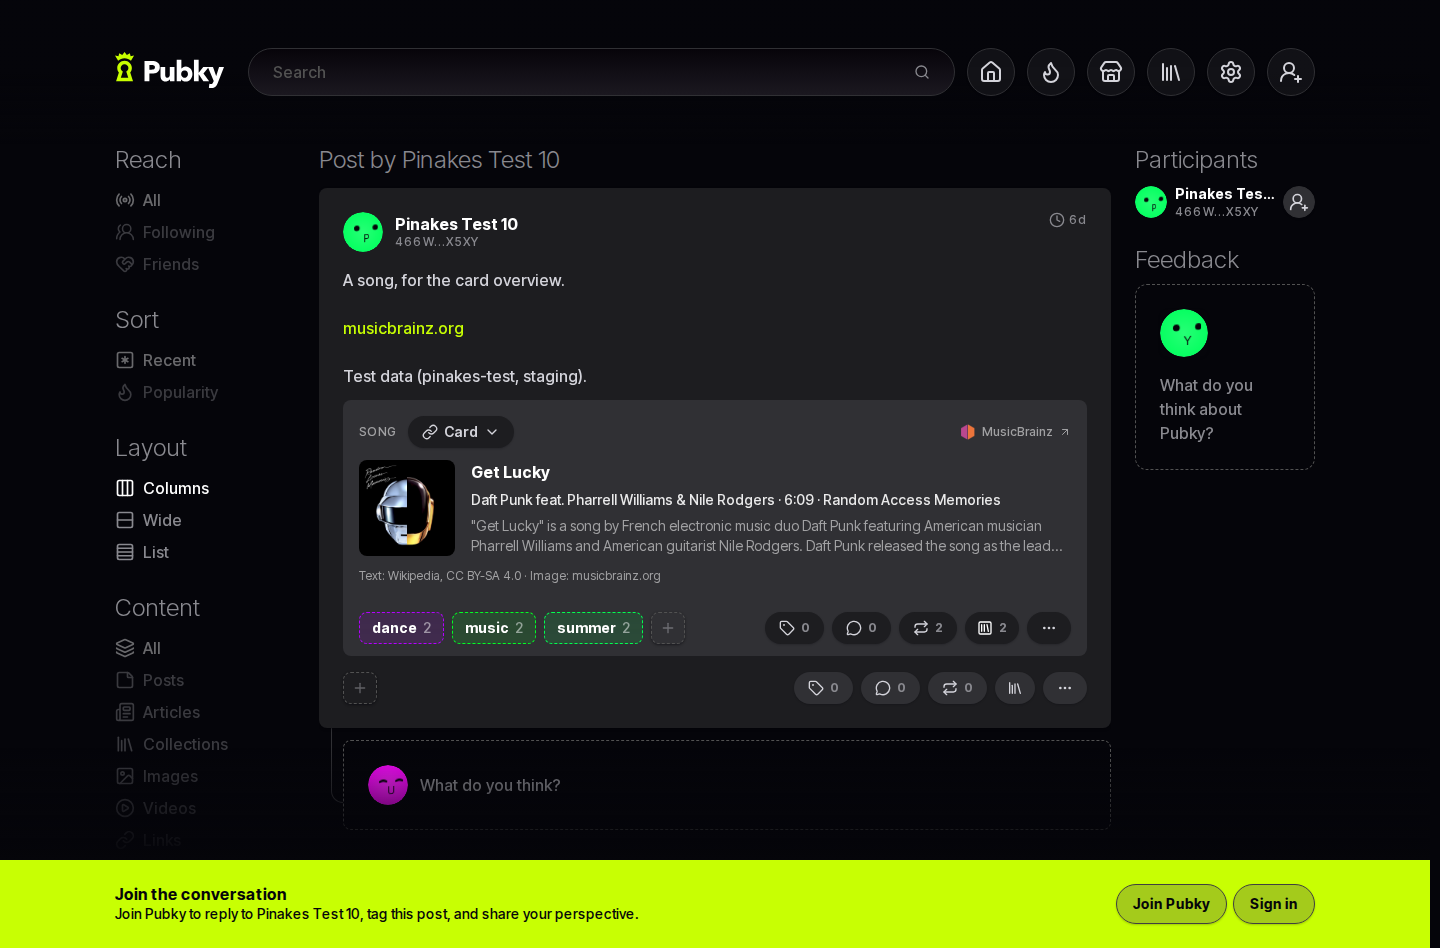 Pubky
Search
Reach
All
Following
Friends
Sort
Recent
Popularity
Layout
Columns
Wide
List
Content
All
Posts
Articles
Collections
Images
Videos
Links
Post by Pinakes Test 10
Pinakes Test 10
466W...X5XY
6d
A song, for the card overview.
musicbrainz.org
Test data (pinakes-test, staging).
SONG
Card
MusicBrainz
Get Lucky
Daft Punk feat. Pharrell Williams & Nile Rodgers · 6:09 · Random Access Memories
"Get Lucky" is a song by French electronic music duo Daft Punk featuring American musician
Pharrell Williams and American guitarist Nile Rodgers. Daft Punk released the song as the lead...
Text: Wikipedia, CC BY-SA 4.0 · Image: musicbrainz.org
dance 2
music 2
summer 2
0
0
2
2
0
0
0
What do you think?
Participants
Pinakes Tes...
466W...X5XY
Feedback
What do you
think about
Pubky?
Join the conversation
Join Pubky to reply to Pinakes Test 10, tag this post, and share your perspective.
Join Pubky
Sign in